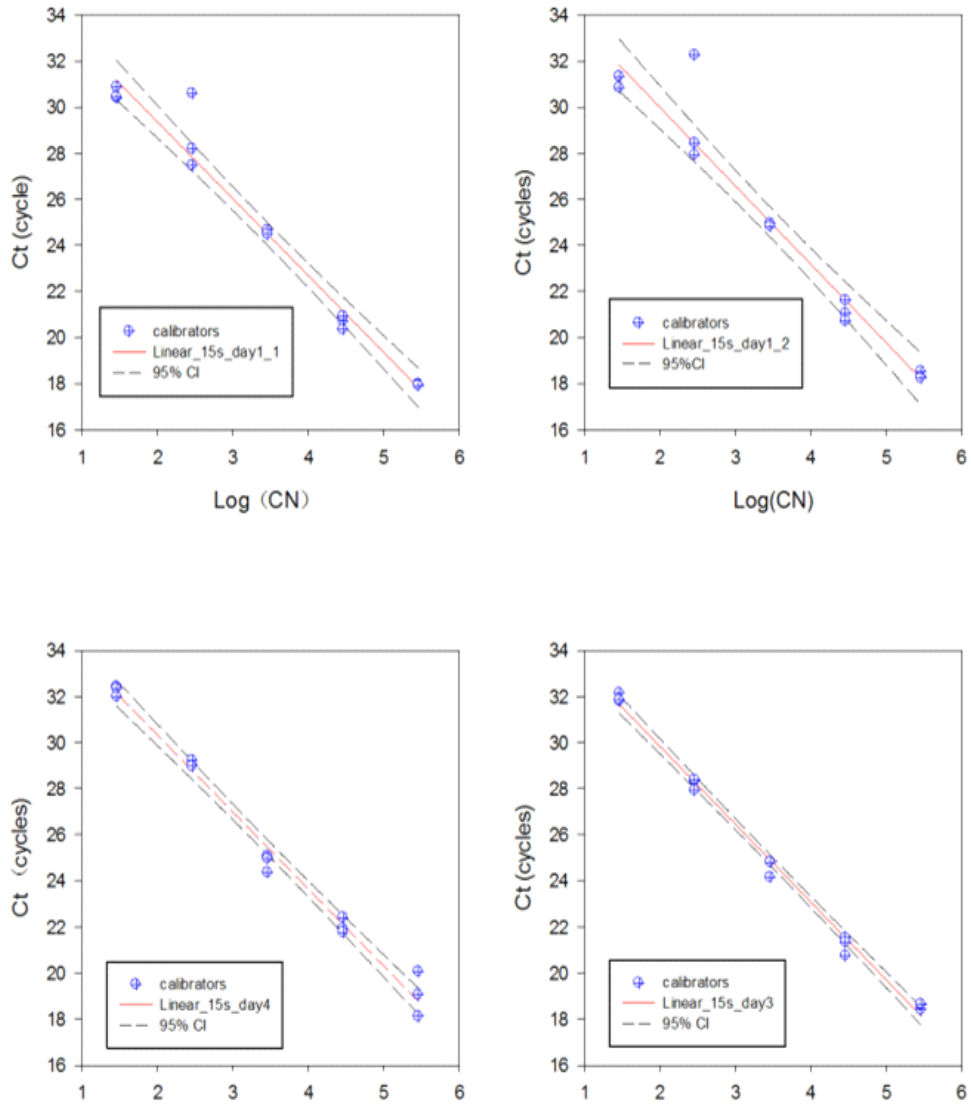 34
32
30
28
26
24
22
20
18
16
Ct (cycle)
calibrators
Linear_15s_day1_1
95% CI
1 2 3 4 5 6
Log （CN）
34
32
30
28
26
24
22
20
18
16
Ct (cycles)
calibrators
Linear_15s_day1_2
95%CI
1 2 3 4 5 6
Log(CN)
34
32
30
28
26
24
22
20
18
16
Ct （cycles)
calibrators
Linear_15s_day4
95% CI
1 2 3 4 5 6
34
32
30
28
26
24
22
20
18
16
Ct (cycles)
calibrators
Linear_15s_day3
95% CI
1 2 3 4 5 6